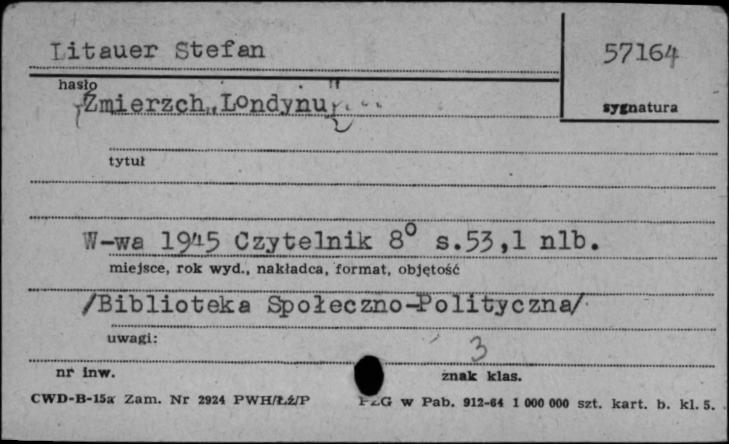 Litauer Stefan
57164
hasło
Zmierzch „Londynu"
sygnatura
tytuł
W-wa 1945 Czytelnik 8° s.53,1 nlb.
miejsce, rok wyd., nakładca, format, objętość
/Biblioteka Społeczno-Polityczna/
uwagi:
3
nr inw.
znak klas.
CWD-B-15a Zam. Nr 2924 PWH/ŁŻ/P
PZG w Pab. 912-64 1 000 000 szt. kart. b. kl. 5.